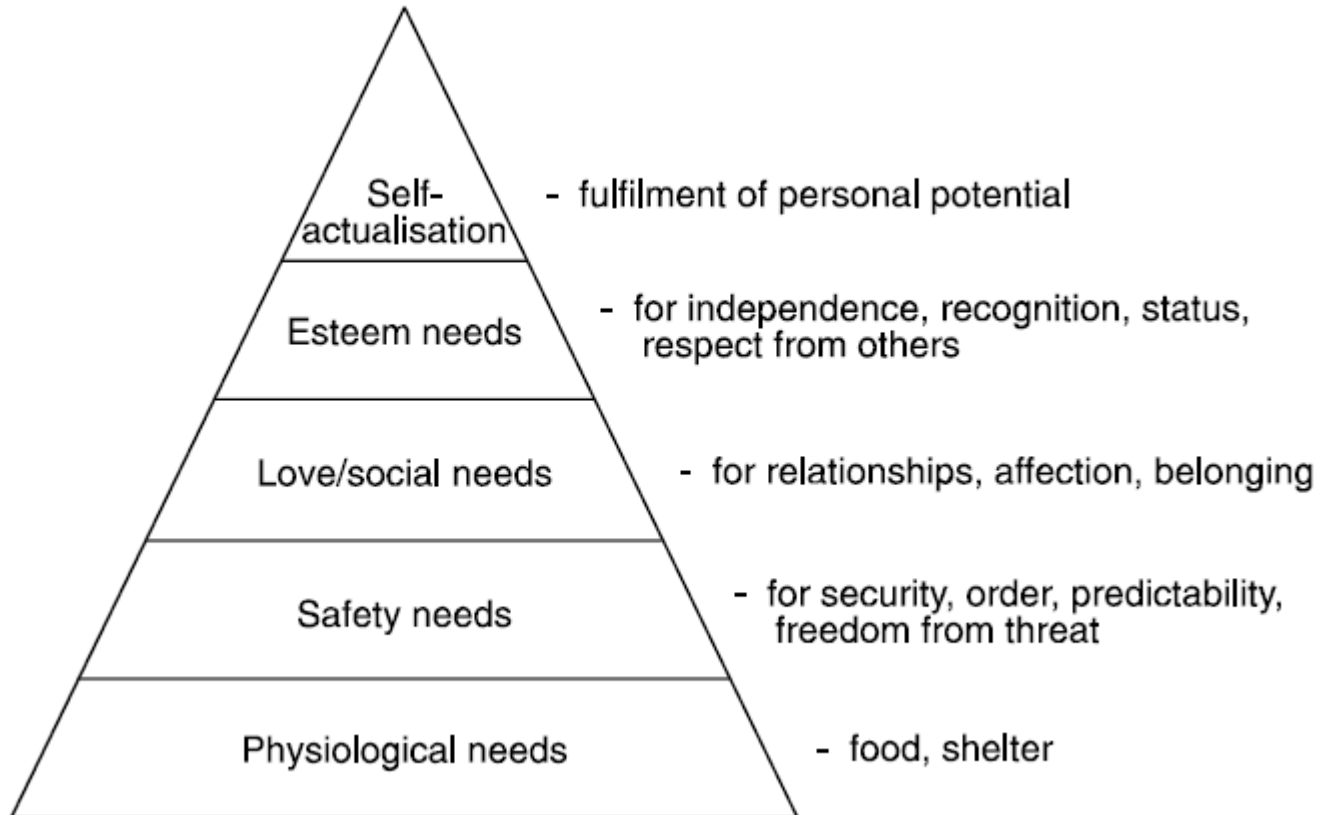 Self-
actualisation
- fulfilment of personal potential
Esteem needs
- for independence, recognition, status,
respect from others
Love/social needs
- for relationships, affection, belonging
Safety needs
- for security, order, predictability,
freedom from threat
Physiological needs
- food, shelter